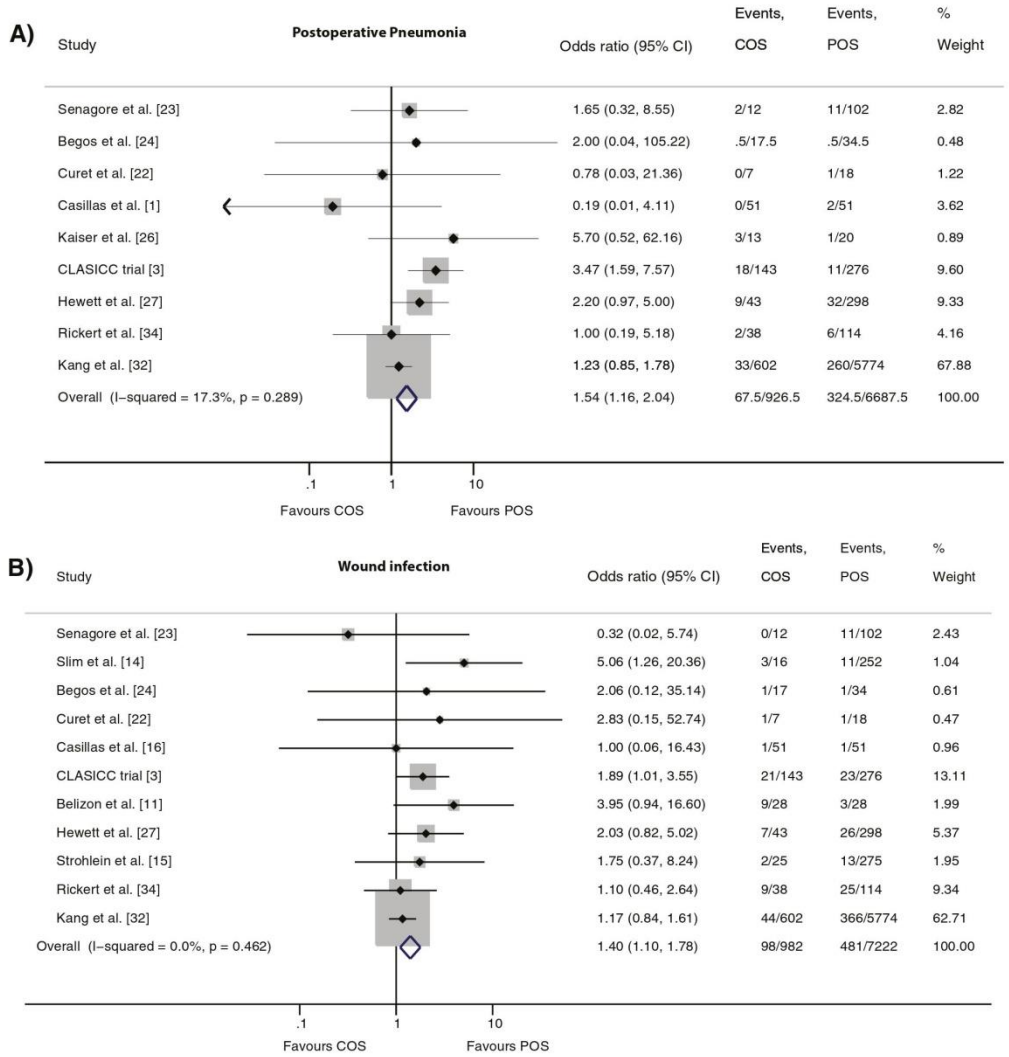 A)
Postoperative Pneumonia
Events, Events, %
Study Odds ratio (95% CI) COS POS Weight
Senagore et al. [23] 1.65 (0.32, 8.55) 2/12 11/102 2.82
Begos et al. [24] 2.00 (0.04, 105.22) .5/17.5 .5/34.5 0.48
Curet et al. [22] 0.78 (0.03, 21.36) 0/7 1/18 1.22
Casillas et al. [1] 0.19 (0.01, 4.11) 0/51 2/51 3.62
Kaiser et al. [26] 5.70 (0.52, 62.16) 3/13 1/20 0.89
CLASICC trial [3] 3.47 (1.59, 7.57) 18/143 11/276 9.60
Hewett et al. [27] 2.20 (0.97, 5.00) 9/43 32/298 9.33
Rickert et al. [34] 1.00 (0.19, 5.18) 2/38 6/114 4.16
Kang et al. [32] 1.23 (0.85, 1.78) 33/602 260/5774 67.88
Overall (I−squared = 17.3%, p = 0.289) 1.54 (1.16, 2.04) 67.5/926.5 324.5/6687.5 100.00
.1 1 10
Favours COS Favours POS
B)
Wound infection
Events, Events, %
Study Odds ratio (95% CI) COS POS Weight
Senagore et al. [23] 0.32 (0.02, 5.74) 0/12 11/102 2.43
Slim et al. [14] 5.06 (1.26, 20.36) 3/16 11/252 1.04
Begos et al. [24] 2.06 (0.12, 35.14) 1/17 1/34 0.61
Curet et al. [22] 2.83 (0.15, 52.74) 1/7 1/18 0.47
Casillas et al. [16] 1.00 (0.06, 16.43) 1/51 1/51 0.96
CLASICC trial [3] 1.89 (1.01, 3.55) 21/143 23/276 13.11
Belizon et al. [11] 3.95 (0.94, 16.60) 9/28 3/28 1.99
Hewett et al. [27] 2.03 (0.82, 5.02) 7/43 26/298 5.37
Strohlein et al. [15] 1.75 (0.37, 8.24) 2/25 13/275 1.95
Rickert et al. [34] 1.10 (0.46, 2.64) 9/38 25/114 9.34
Kang et al. [32] 1.17 (0.84, 1.61) 44/602 366/5774 62.71
Overall (I−squared = 0.0%, p = 0.462) 1.40 (1.10, 1.78) 98/982 481/7222 100.00
.1 1 10
Favours COS Favours POS